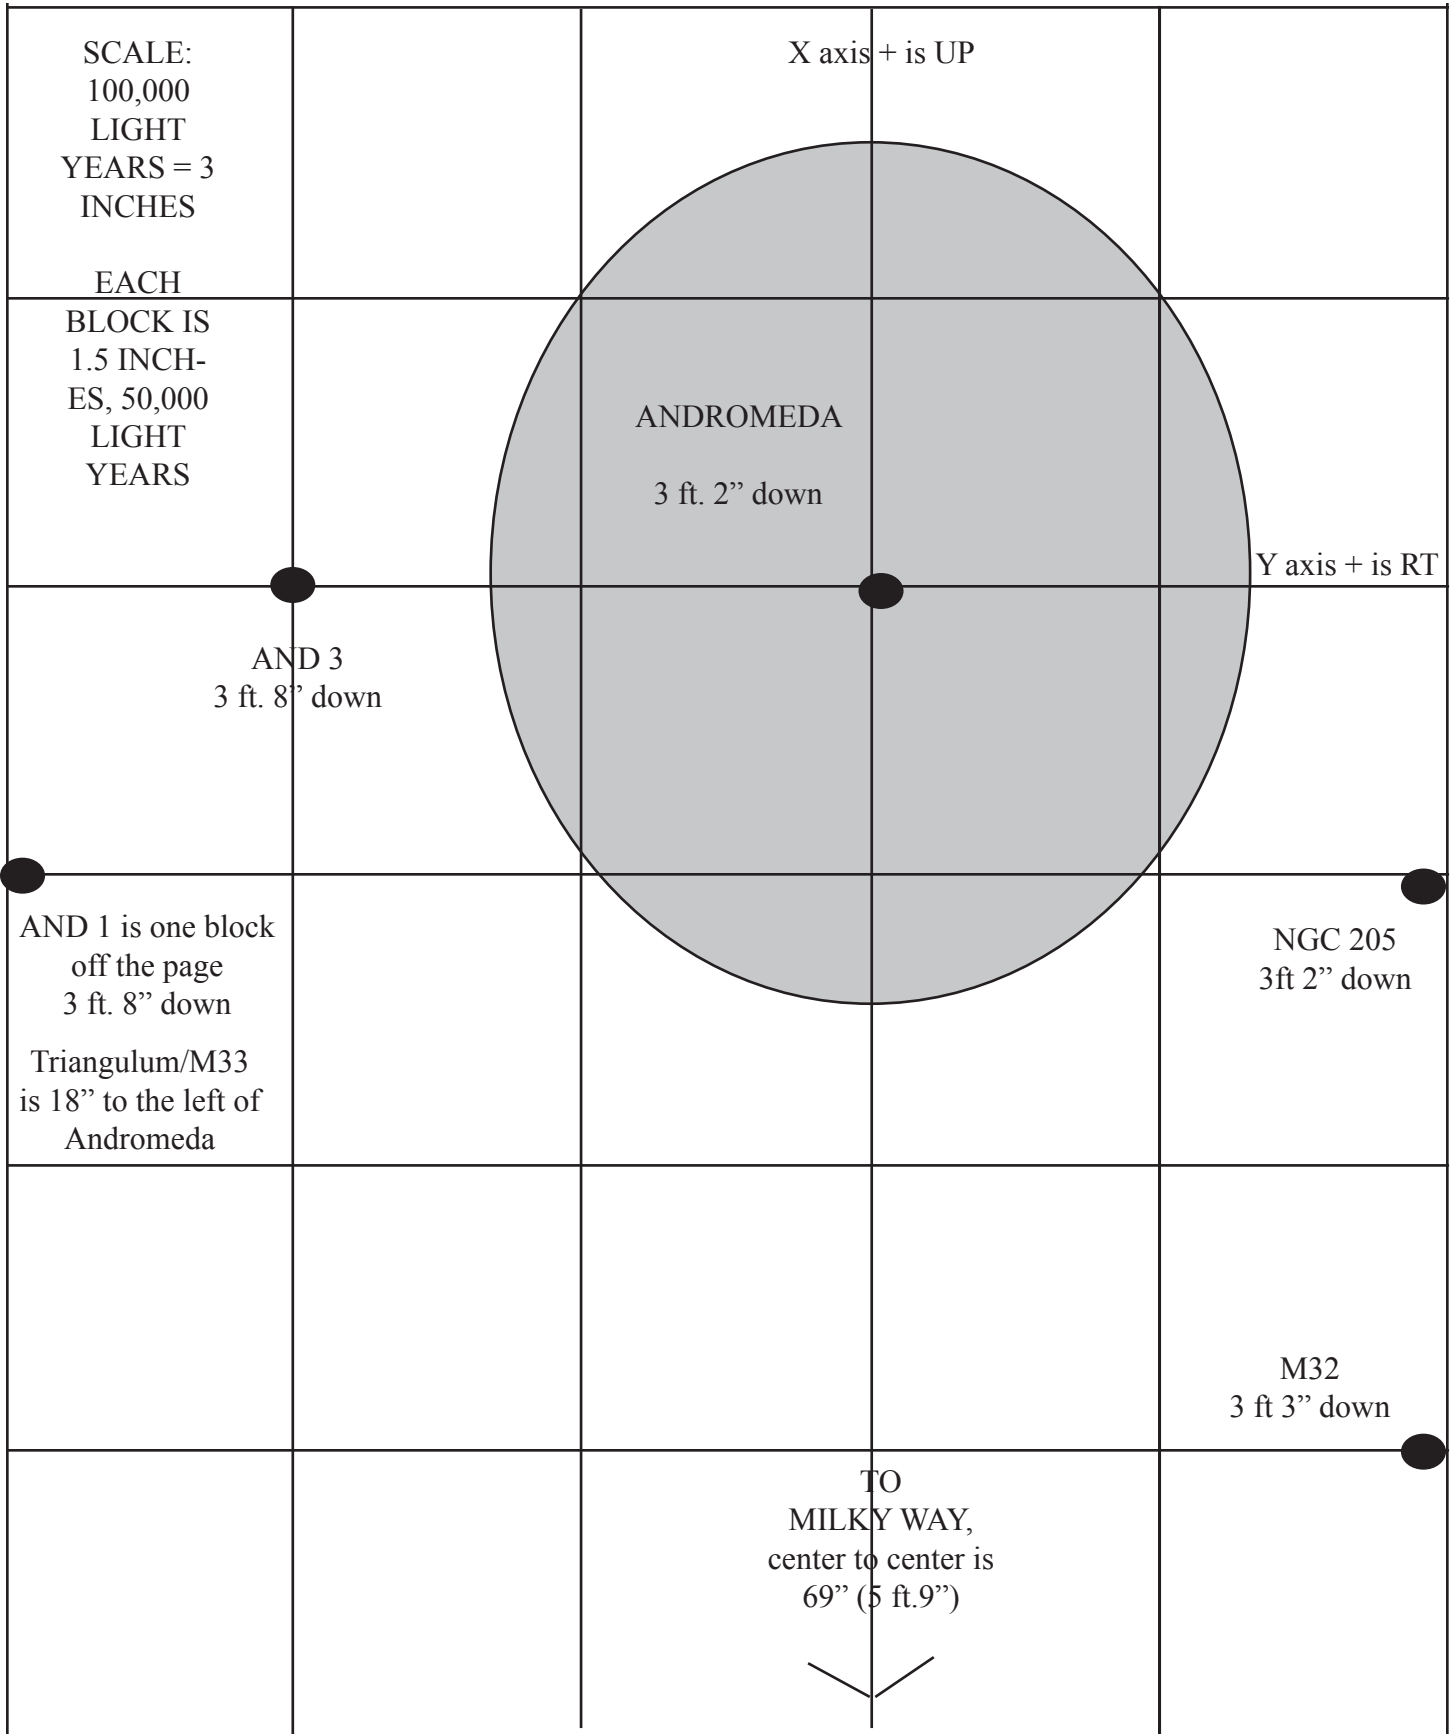 SCALE:
100,000
LIGHT
YEARS = 3
INCHES
EACH
BLOCK IS
1.5 INCH-
ES, 50,000
LIGHT
YEARS
X axis + is UP
ANDROMEDA
3 ft. 2” down
Y axis + is RT
AND 3
3 ft. 8” down
AND 1 is one block
off the page
3 ft. 8” down
Triangulum/M33
is 18” to the left of
Andromeda
NGC 205
3ft 2” down
M32
3 ft 3” down
TO
MILKY WAY,
center to center is
69” (5 ft.9”)